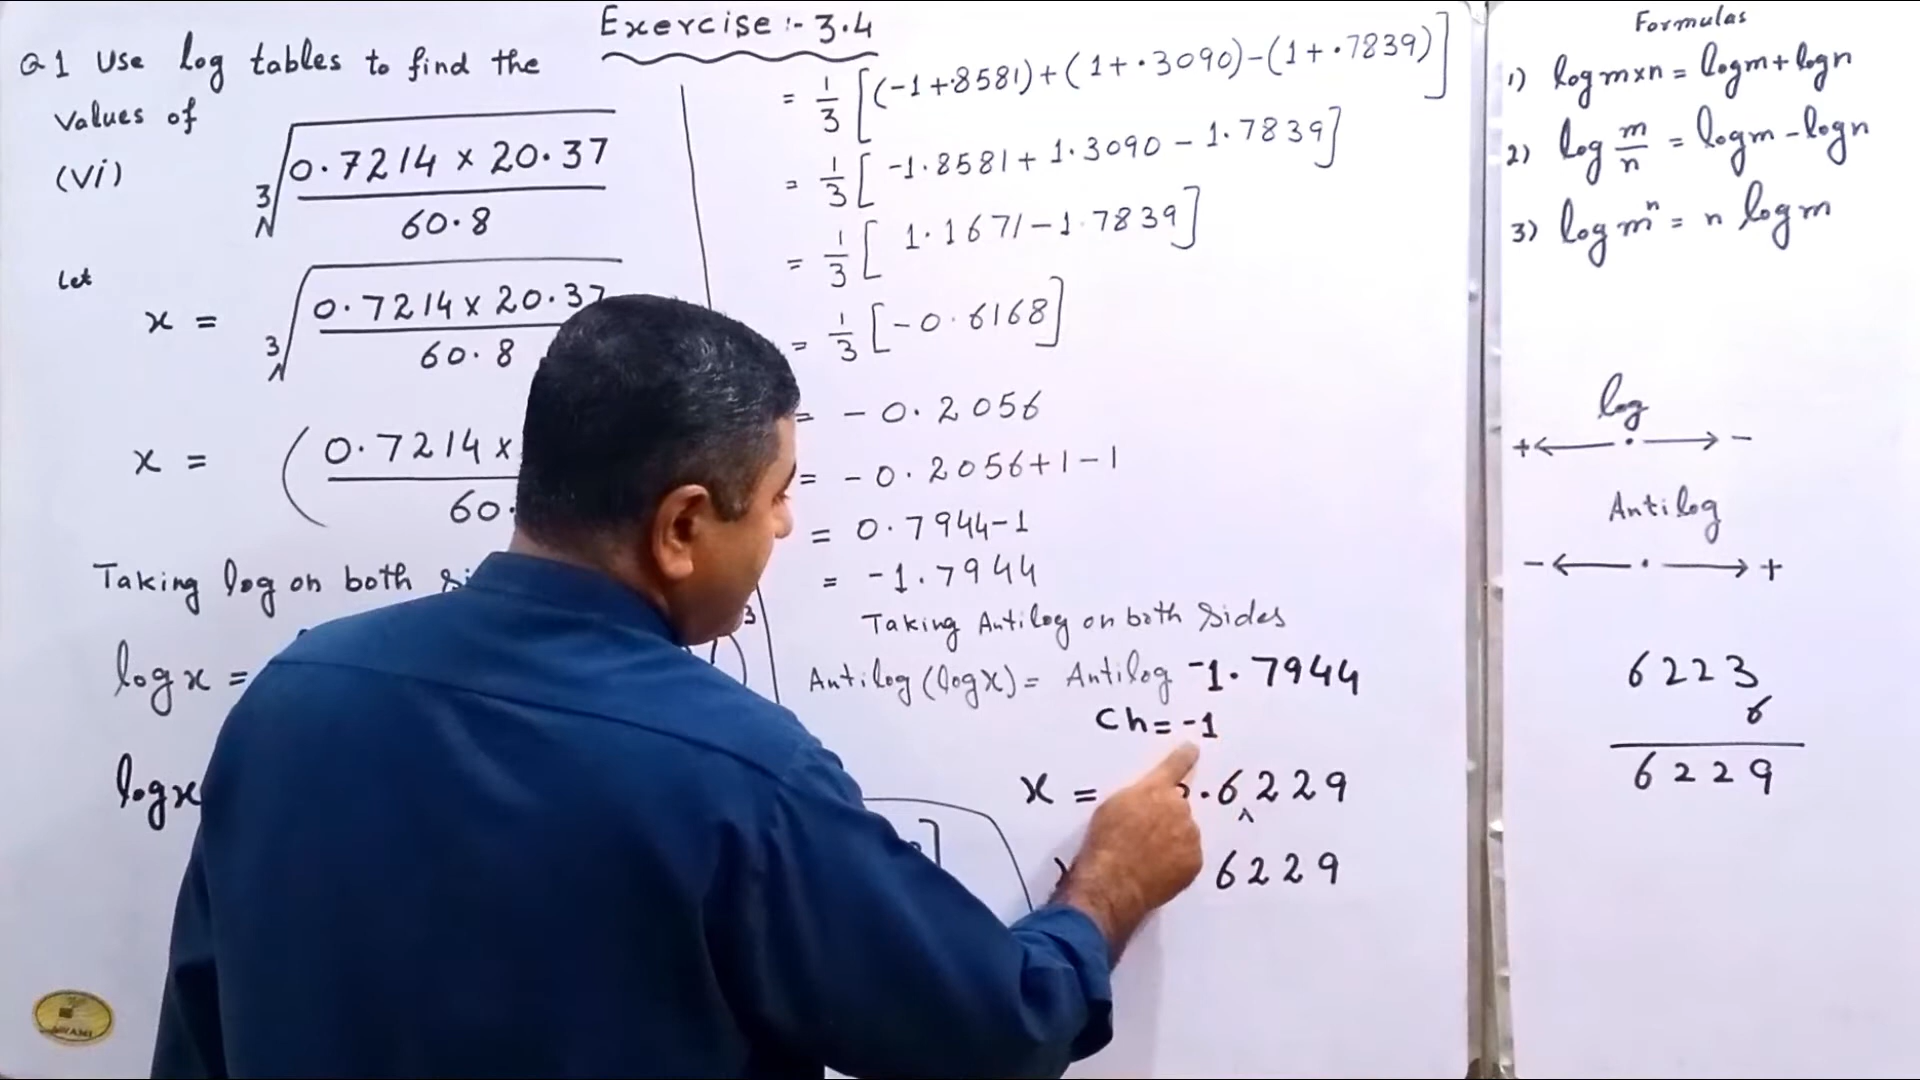 Exercise :- 3.4
Q1 Use log tables to find the
Values of
(vi) ∛(0.7214 × 20.37 / 60.8)
Let
x = ∛(0.7214 × 20.37 / 60.8)
x = ( 0.7214 × / 60.
Taking log on both
log x =
log x
3
= 1/3 [(-1+.8581)+(1+.3090)-(1+.7839)]
= 1/3 [-1.8581 + 1.3090 - 1.7839]
= 1/3 [1.1671 - 1.7839]
= 1/3 [-0.6168]
= -0.2056
= -0.2056+1-1
= 0.7944-1
= -1.7944
Taking Antilog on both Sides
Antilog (log x) = Antilog -1.7944
Ch = -1
x = .6229
6229
Formulas
1) log m×n = log m + log n
2) log m/n = log m - log n
3) log mⁿ = n log m
log
+ ← . → -
Antilog
- ← . → +
6223
6
6229